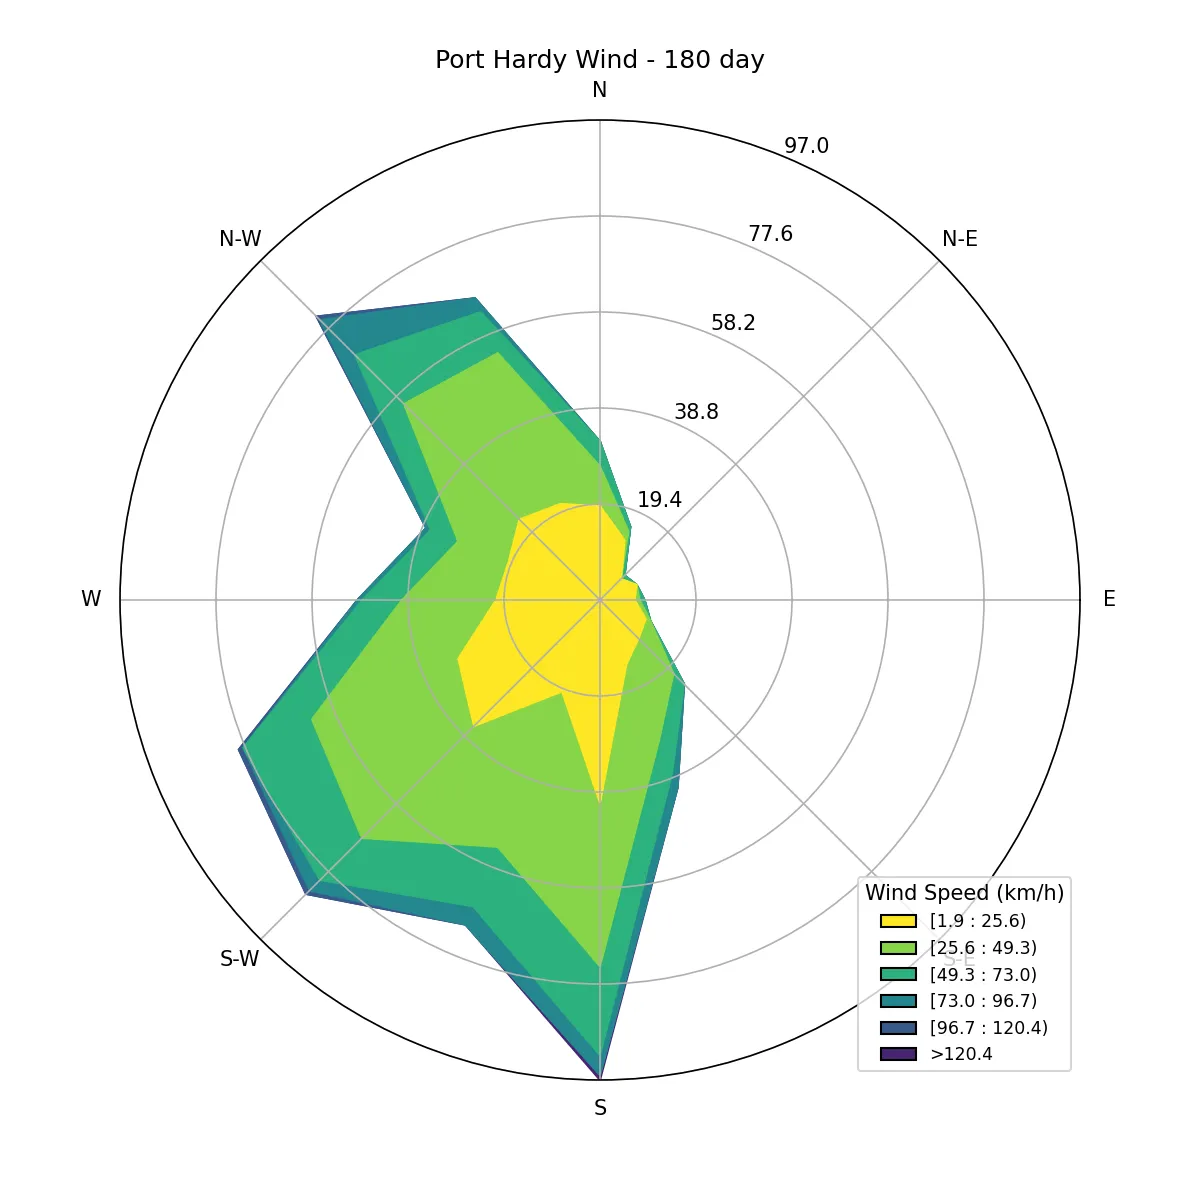 Port Hardy Wind - 180 day
N
97.0
77.6
N-W
N-E
58.2
38.8
19.4
W
E
S-W
S-E
S
Wind Speed (km/h)
[1.9 : 25.6)
[25.6 : 49.3)
[49.3 : 73.0)
[73.0 : 96.7)
[96.7 : 120.4)
>120.4